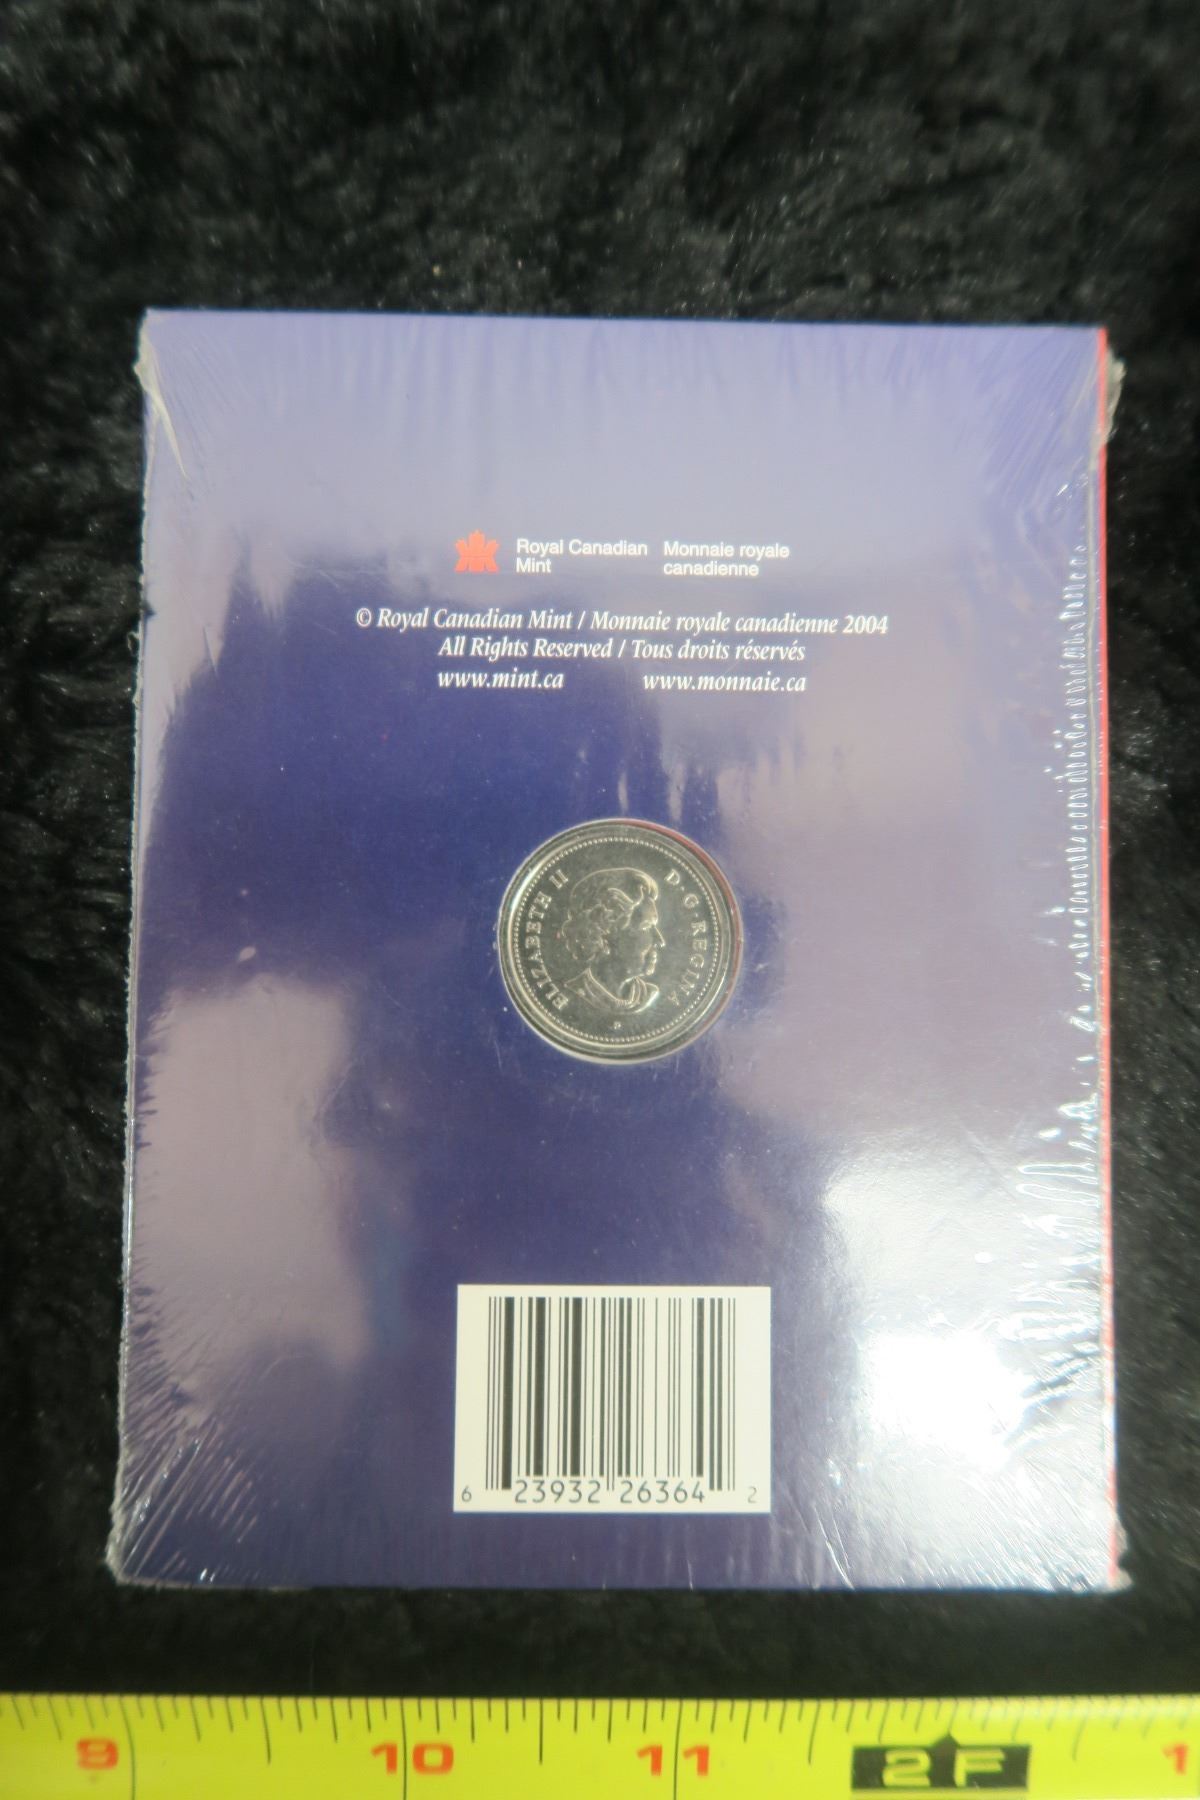 Royal Canadian Mint
Monnaie royale canadienne
© Royal Canadian Mint / Monnaie royale canadienne 2004
All Rights Reserved / Tous droits réservés
www.mint.ca www.monnaie.ca
ELIZABETH II D·G·REGINA
P
6 23932 26364 2
9 10 11 2F 1